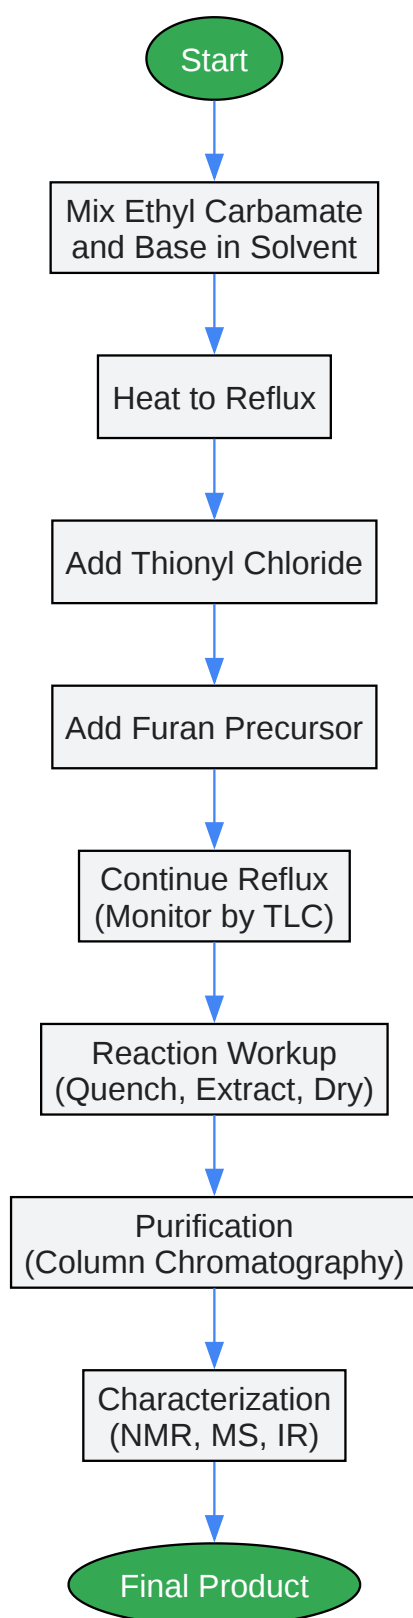 Start
Mix Ethyl Carbamate
and Base in Solvent
Heat to Reflux
Add Thionyl Chloride
Add Furan Precursor
Continue Reflux
(Monitor by TLC)
Reaction Workup
(Quench, Extract, Dry)
Purification
(Column Chromatography)
Characterization
(NMR, MS, IR)
Final Product